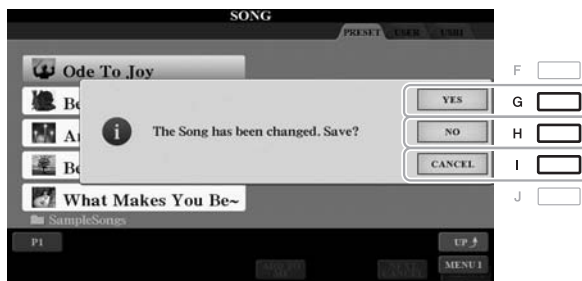 SONG
PRESET USER USB1
Ode To Joy
F
Be
YES
G
The Song has been changed. Save?
A
NO
H
Be
CANCEL
I
What Makes You Be~
J
SampleSongs
P1
UP
MENU 1